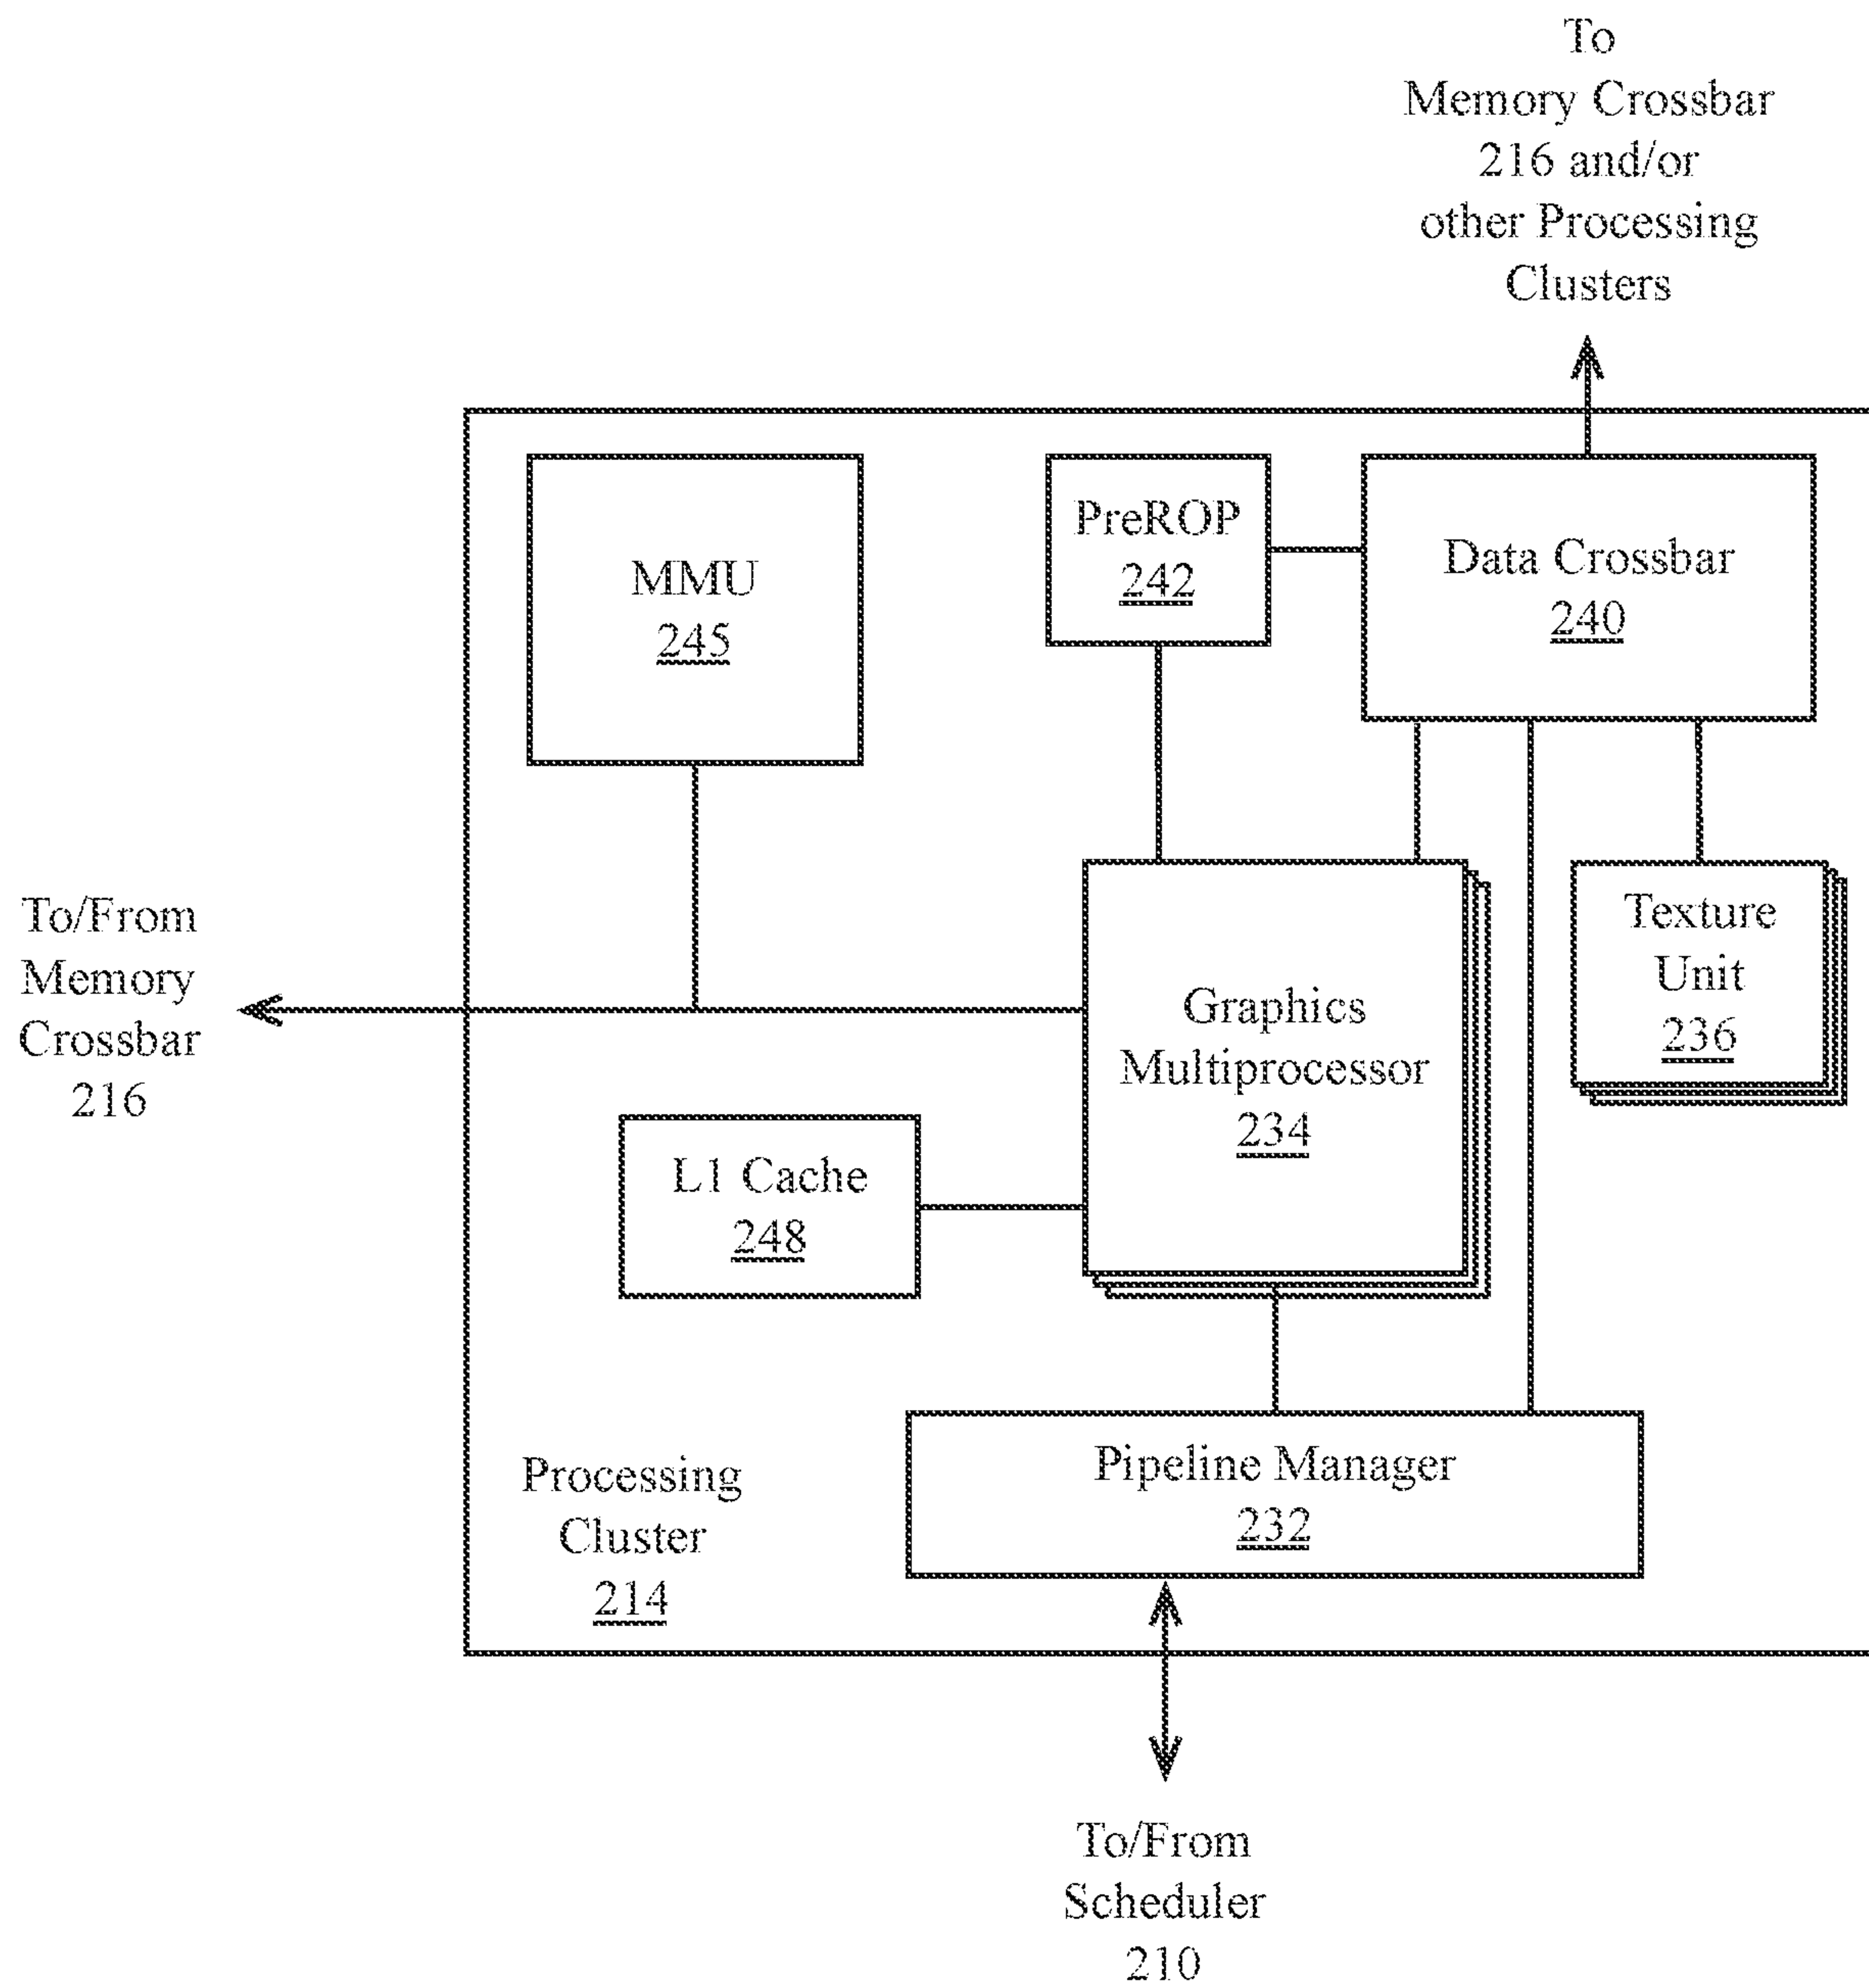 To
Memory Crossbar
216 and/or
other Processing
Clusters
MMU
245
PreROP
242
Data Crossbar
240
To/From
Memory
Crossbar
216
Graphics
Multiprocessor
234
Texture
Unit
236
L1 Cache
248
Pipeline Manager
232
Processing
Cluster
214
To/From
Scheduler
210